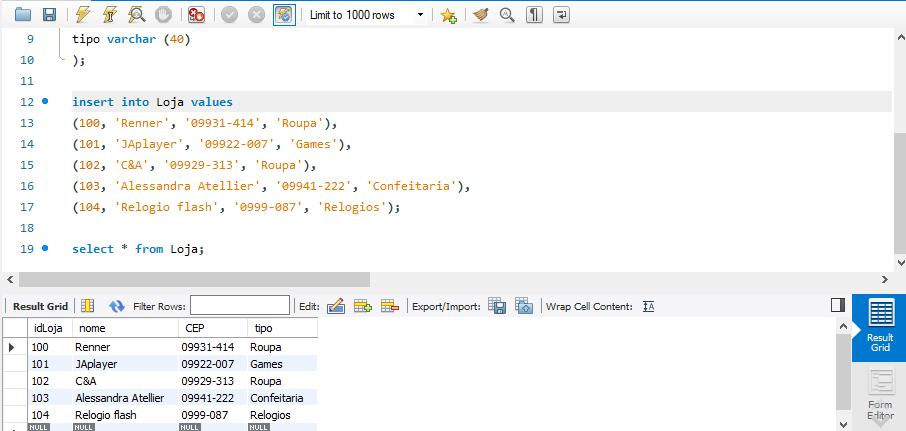 Limit to 1000 rows
9 tipo varchar (40)
10 );
11
12 insert into Loja values
13 (100, 'Renner', '09931-414', 'Roupa'),
14 (101, 'JAplayer', '09922-007', 'Games'),
15 (102, 'C&A', '09929-313', 'Roupa'),
16 (103, 'Alessandra Atellier', '09941-222', 'Confeitaria'),
17 (104, 'Relogio flash', '0999-087', 'Relogios');
18
19 select * from Loja;
Result Grid Filter Rows: Edit: Export/Import: Wrap Cell Content:
idLoja nome CEP tipo
100 Renner 09931-414 Roupa
101 JAplayer 09922-007 Games
102 C&A 09929-313 Roupa
103 Alessandra Atellier 09941-222 Confeitaria
104 Relogio flash 0999-087 Relogios
NULL NULL NULL NULL
Result
Grid
Form
Editor